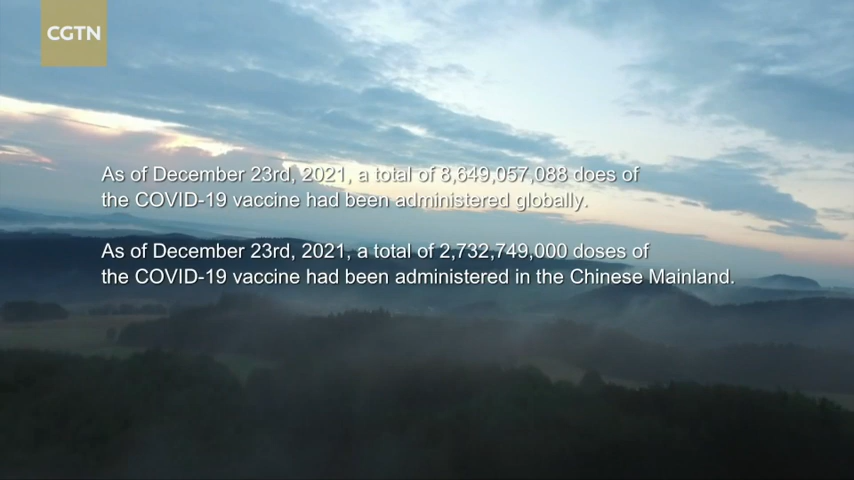 CGTN
As of December 23rd, 2021, a total of 8,649,057,088 does of
the COVID-19 vaccine had been administered globally.
As of December 23rd, 2021, a total of 2,732,749,000 doses of
the COVID-19 vaccine had been administered in the Chinese Mainland.